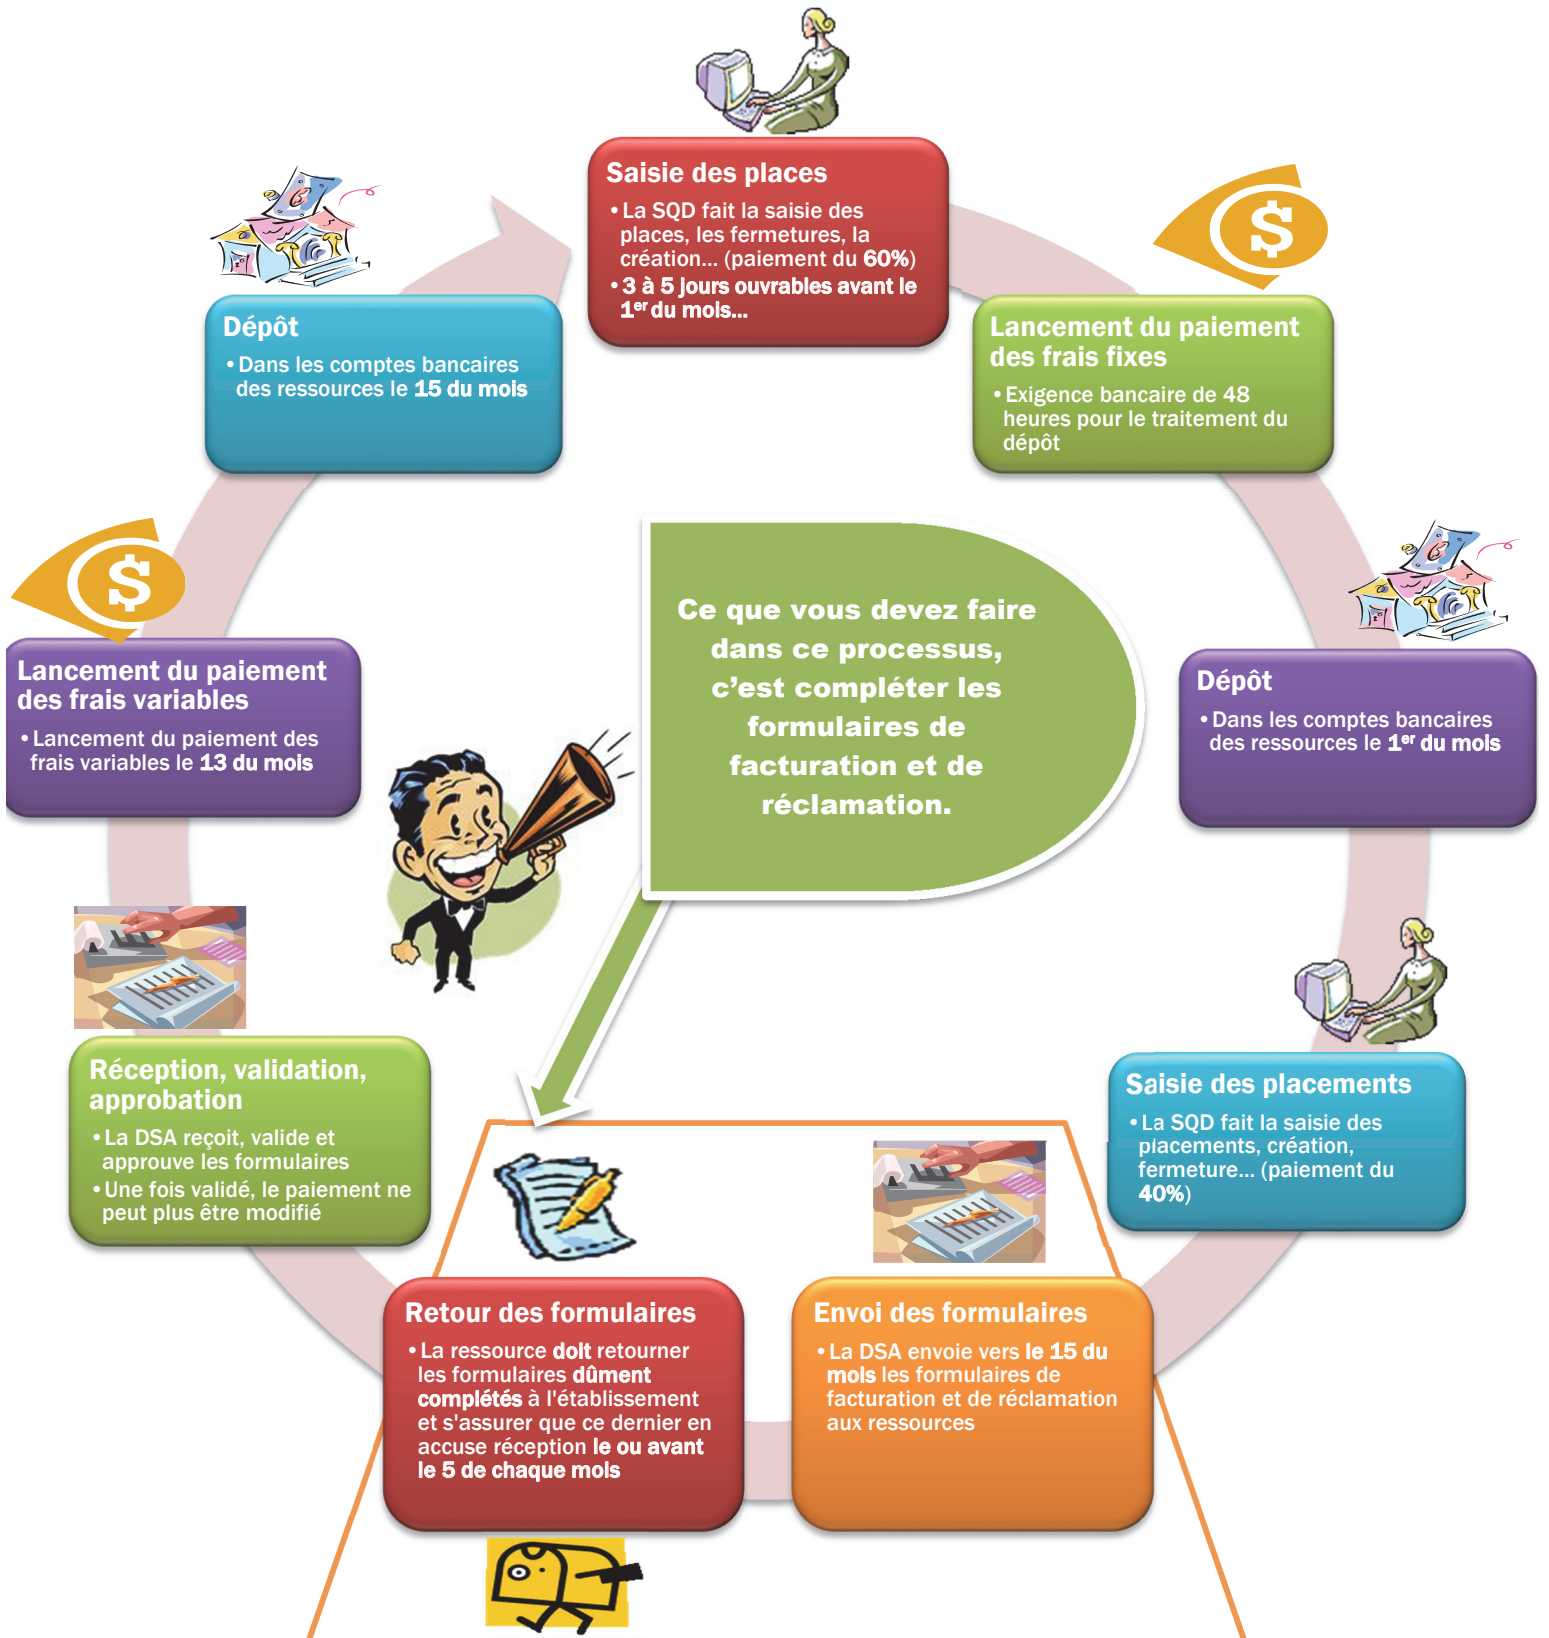 Saisie des places
•La SQD fait la saisie des
places, les fermetures, la
création... (paiement du 60%)
•3 à 5 jours ouvrables avant le
1er du mois...
Lancement du paiement
des frais fixes
•Exigence bancaire de 48
heures pour le traitement du
dépôt
Dépôt
•Dans les comptes bancaires
des ressources le 1er du mois
Saisie des placements
•La SQD fait la saisie des
placements, création,
fermeture... (paiement du
40%)
Envoi des formulaires
•La DSA envoie vers le 15 du
mois les formulaires de
facturation et de réclamation
aux ressources
Retour des formulaires
•La ressource doit retourner
les formulaires dûment
complétés à l'établissement
et s'assurer que ce dernier en
accuse réception le ou avant
le 5 de chaque mois
Réception, validation,
approbation
•La DSA reçoit, valide et
approuve les formulaires
•Une fois validé, le paiement ne
peut plus être modifié
Lancement du paiement
des frais variables
•Lancement du paiement des
frais variables le 13 du mois
Dépôt
•Dans les comptes bancaires
des ressources le 15 du mois
Ce que vous devez faire
dans ce processus,
c’est compléter les
formulaires de
facturation et de
réclamation.
$
$